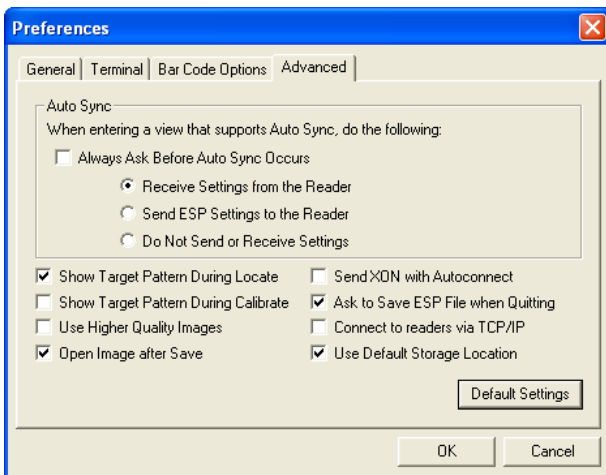 Preferences
General Terminal Bar Code Options Advanced
Auto Sync
When entering a view that supports Auto Sync, do the following:
Always Ask Before Auto Sync Occurs
Receive Settings from the Reader
Send ESP Settings to the Reader
Do Not Send or Receive Settings
Show Target Pattern During Locate
Show Target Pattern During Calibrate
Use Higher Quality Images
Open Image after Save
Send XON with Autoconnect
Ask to Save ESP File when Quitting
Connect to readers via TCP/IP
Use Default Storage Location
Default Settings
OK Cancel